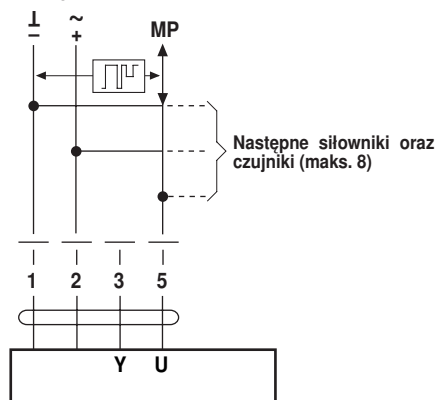 ⊥ ~ MP
− +
Następne siłowniki oraz
czujniki (maks. 8)
1 2 3 5
Y U